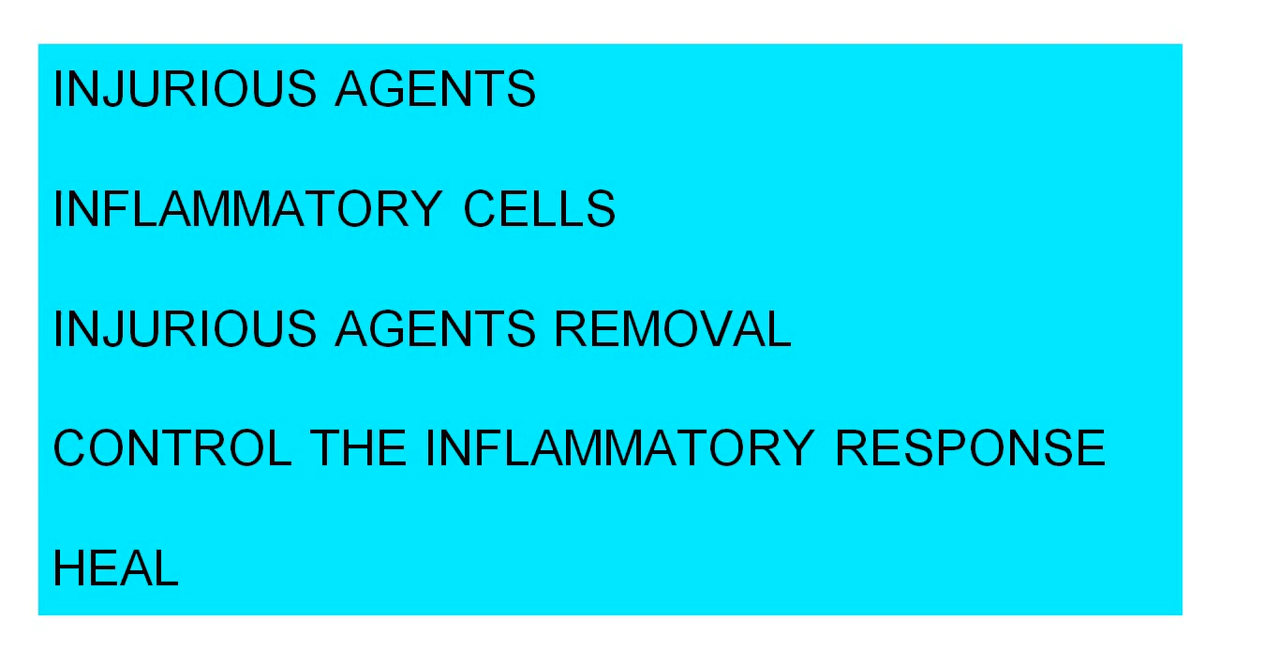 INJURIOUS AGENTS
INFLAMMATORY CELLS
INJURIOUS AGENTS REMOVAL
CONTROL THE INFLAMMATORY RESPONSE
HEAL